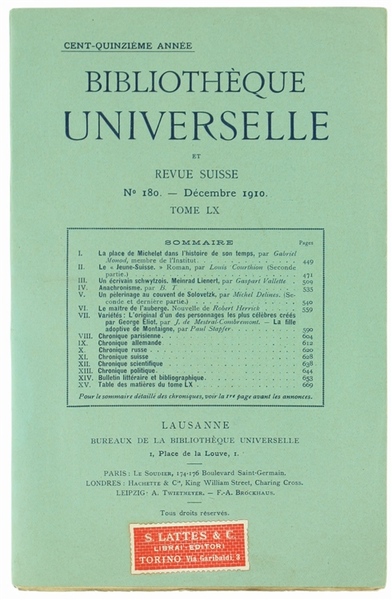 CENT-QUINZIÈME ANNÉE
BIBLIOTHÈQUE
UNIVERSELLE
ET
REVUE SUISSE
Nº 180. — Décembre 1910.
TOME LX
SOMMAIRE
Pages
I. La place de Michelet dans l'histoire de son temps, par Gabriel
Monod, membre de l'Institut. 449
II. Le « Jeune-Suisse. » Roman, par Louis Courthion (Seconde
partie.) 471
III. Un écrivain schwytzois. Meinrad Lienert, par Gaspart Vallette. 509
IV. Anachronisme, par B. T. 535
V. Un pèlerinage au couvent de Solovetzk, par Michel Delines. (Se-
conde et dernière partie.) 540
VI. Le maître de l'auberge. Nouvelle de Robert Herrick 559
VII. Variétés : L'original d'un des personnages les plus célèbres créés
par George Eliot, par J. de Mestral-Combremont. — La fille
adoptive de Montaigne, par Paul Stapfer 590
VIII. Chronique parisienne. 604
IX. Chronique allemande 612
X. Chronique russe 620
XI. Chronique suisse 628
XII. Chronique scientifique 638
XIII. Chronique politique. 644
XIV. Bulletin littéraire et bibliographique. 653
XV. Table des matières du tome LX 669
Pour le sommaire détaillé des chroniques, voir la 1re page avant les annonces.
LAUSANNE
BUREAUX DE LA BIBLIOTHÈQUE UNIVERSELLE
1, Place de la Louve, 1.
PARIS : LE SOUDIER, 174-176 Boulevard Saint-Germain.
LONDRES : HACHETTE & Cie, King William Street, Charing Cross.
LEIPZIG : A. TWIETMEYER. — F.-A. BROCKHAUS.
Tous droits réservés.
S. LATTES & C.
LIBRAI-EDITORI
TORINO Via Garibaldi, 3